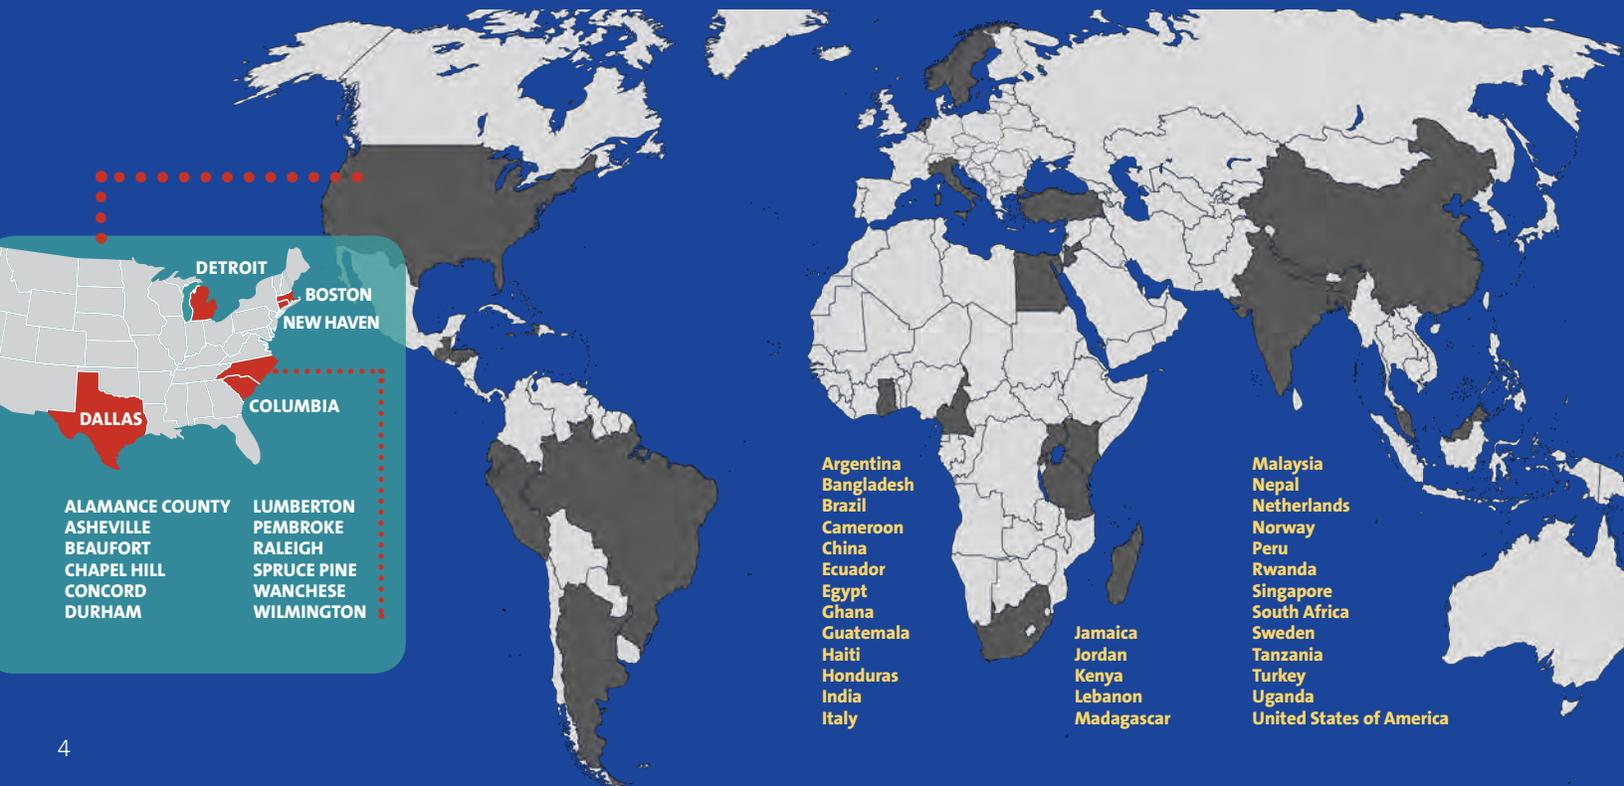 DETROIT
BOSTON
NEW HAVEN
COLUMBIA
DALLAS
ALAMANCE COUNTY
ASHEVILLE
BEAUFORT
CHAPEL HILL
CONCORD
DURHAM
LUMBERTON
PEMBROKE
RALEIGH
SPRUCE PINE
WANCHESE
WILMINGTON
Argentina
Bangladesh
Brazil
Cameroon
China
Ecuador
Egypt
Ghana
Guatemala
Haiti
Honduras
India
Italy
Jamaica
Jordan
Kenya
Lebanon
Madagascar
Malaysia
Nepal
Netherlands
Norway
Peru
Rwanda
Singapore
South Africa
Sweden
Tanzania
Turkey
Uganda
United States of America
4